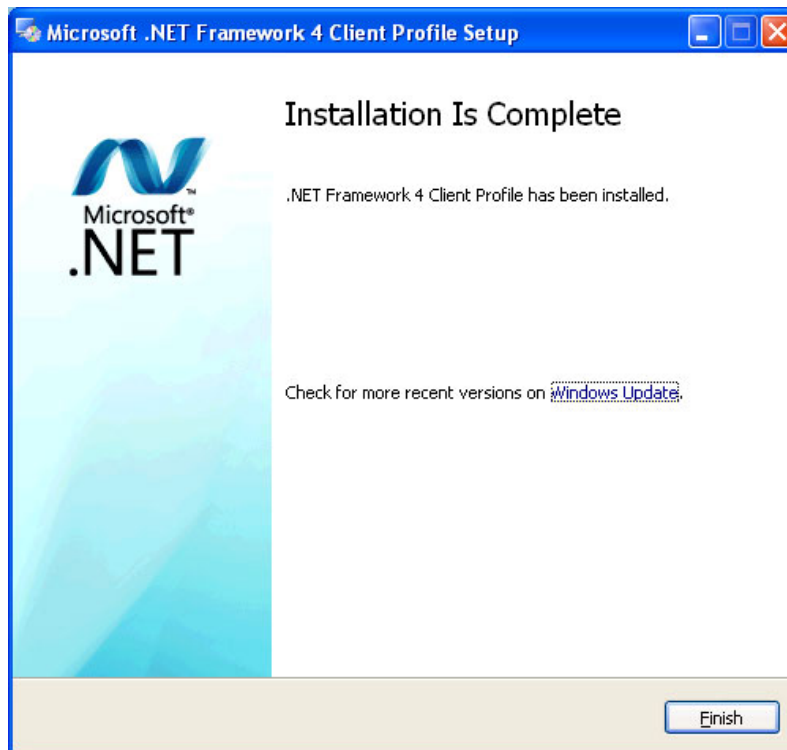 Microsoft .NET Framework 4 Client Profile Setup
Installation Is Complete
.NET Framework 4 Client Profile has been installed.
Microsoft®
.NET
™
Check for more recent versions on Windows Update.
Finish